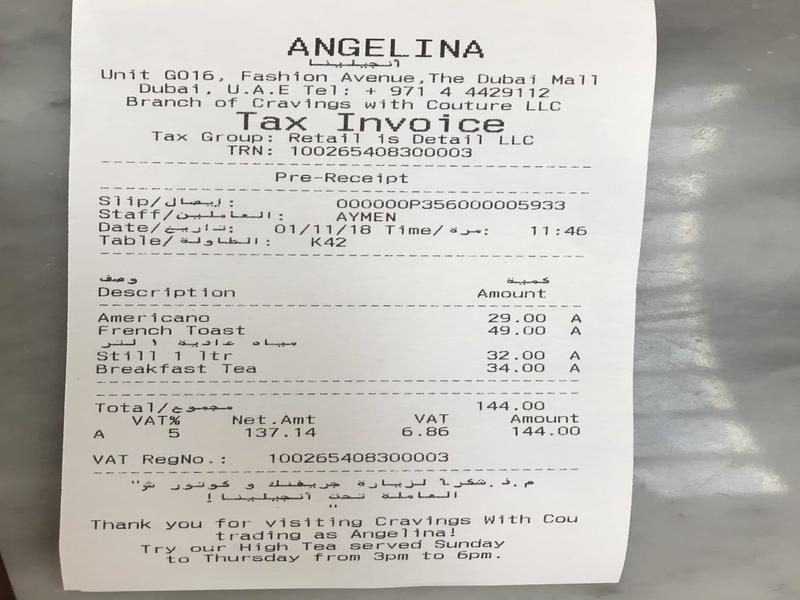 ANGELINA
أنجيلينا
Unit G016, Fashion Avenue,The Dubai Mall
Dubai, U.A.E Tel: + 971 4 4429112
Branch of Cravings with Couture LLC
Tax Invoice
Tax Group: Retail is Detail LLC
TRN: 100265408300003
Pre-Receipt
Slip/إيصال: 000000P356000005933
Staff/العاملين: AYMEN
Date/تاريخ: 01/11/18 Time/مرة: 11:46
Table/الطاولة: K42
وصف كمية
Description Amount
Americano 29.00 A
French Toast 49.00 A
مياه عادية ١ لتر
Still 1 ltr 32.00 A
Breakfast Tea 34.00 A
Total/مجموع 144.00
VAT% Net.Amt VAT Amount
A 5 137.14 6.86 144.00
VAT RegNo.: 100265408300003
م.ذ.شكرا لزيارة جريفنك و كوتور ش"
العاملة تحت أنجيلينا!
"
Thank you for visiting Cravings With Cou
trading as Angelina!
Try our High Tea served Sunday
to Thursday from 3pm to 6pm.